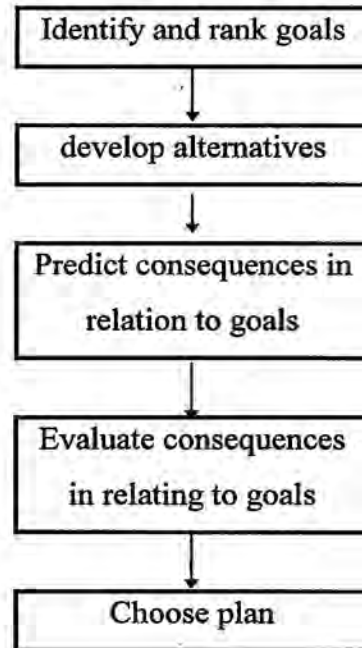 Identify and rank goals
develop alternatives
Predict consequences in
relation to goals
Evaluate consequences
in relating to goals
Choose plan